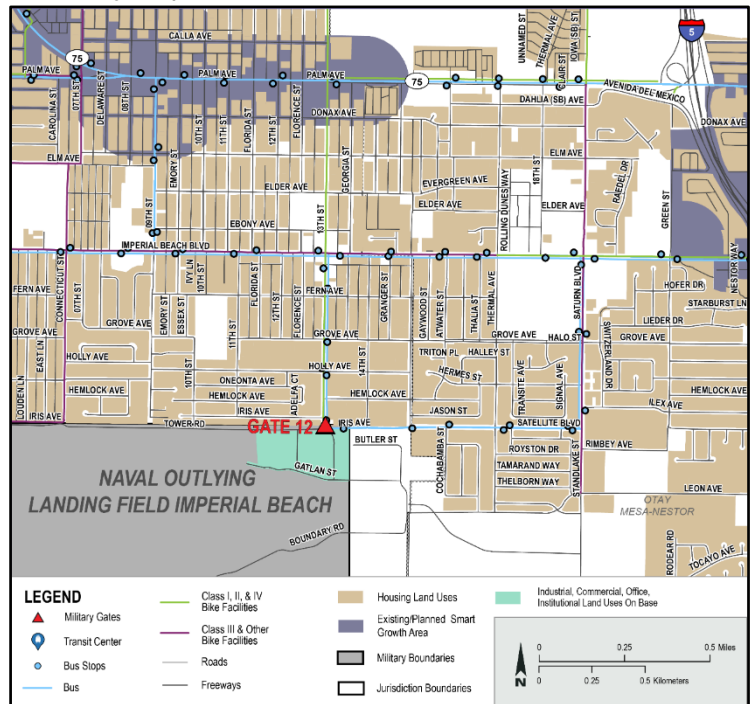 CALLA AVE
75
PALM AVE
PALM AVE
PALM AVE
75
UNNAMED ST
THERMAL AVE
IOWA (SB) ST
CLAIR ST
5
AVENIDA DEL MEXICO
DAHLIA (SB) AVE
DONAX AVE
DONAX AVE
CAROLINA ST
07TH ST
DELAWARE ST
08TH ST
10TH ST
11TH ST
FLORIDA ST
12TH ST
FLORENCE ST
ELM AVE
ELM AVE
EMORY ST
GEORGIA ST
ELDER AVE
EVERGREEN AVE
ELDER AVE
ELDER AVE
ROLLING DUNES WAY
18TH ST
RAEDEL DR
GREEN ST
09TH ST
EBONY AVE
13TH ST
IMPERIAL BEACH BLVD
NESTOR WAY
CONNECTICUT ST
07TH ST
FERN AVE
FERN AVE
EMORY ST
ESSEX ST
IVY LN
10TH ST
FLORIDA ST
12TH ST
FLORENCE ST
GRANGER ST
GAYWOOD ST
ATWATER ST
THALIA ST
THERMAL AVE
SATURN BLVD
HOFER DR
STARBURST LN
LIEDER DR
GROVE AVE
GROVE AVE
11TH ST
GROVE AVE
GROVE AVE
HALO ST
GROVE AVE
EAST LN
HOLLY AVE
HOLLY AVE
14TH ST
TRITON PL
HALLEY ST
SWITZERLAND DR
LOUDEN LN
HEMLOCK AVE
10TH ST
ONEONTA AVE
HEMLOCK AVE
ADELFA CT
HEMLOCK AVE
HERMES ST
TRANSITE AVE
SIGNAL AVE
HEMLOCK AVE
IRIS AVE
IRIS AVE
JASON ST
ILEX AVE
TOWER RD
GATE 12
IRIS AVE
SATELLITE BLVD
BUTLER ST
COCHABAMBA ST
ROYSTON DR
RIMBEY AVE
GATLAN ST
TAMARAND WAY
THELBORN WAY
STANDLAKE ST
LEON AVE
NAVAL OUTLYING
LANDING FIELD IMPERIAL BEACH
OTAY
MESA-NESTOR
BOUNDARY RD
RODEAR RD
TOCAYO AVE
LEGEND
Military Gates
Transit Center
Bus Stops
Bus
Class I, II, & IV
Bike Facilities
Class III & Other
Bike Facilities
Roads
Freeways
Housing Land Uses
Existing/Planned Smart
Growth Area
Military Boundaries
Jurisdiction Boundaries
Industrial, Commercial, Office,
Institutional Land Uses On Base
N
0 0.25 0.5 Miles
0 0.25 0.5 Kilometers